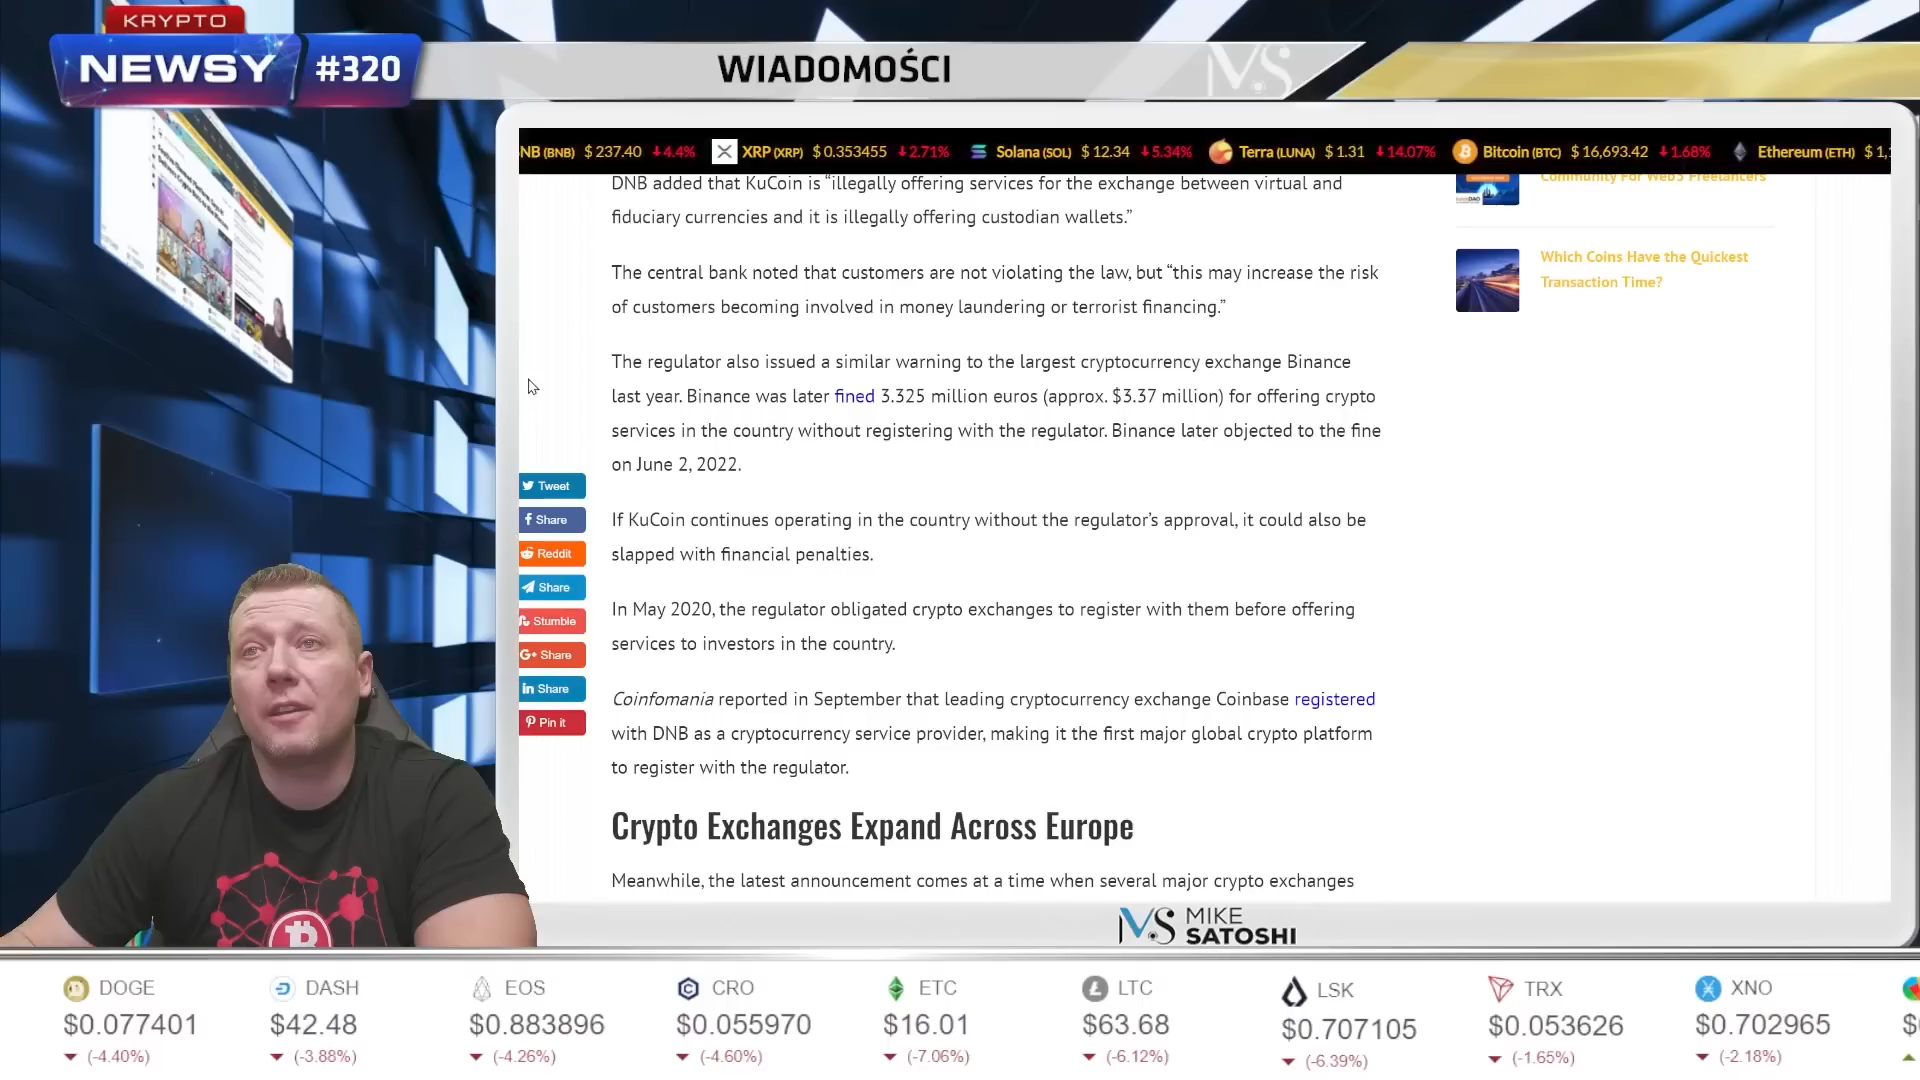 KRYPTO
NEWSY #320
WIADOMOŚCI
MS
NB (BNB) $ 237.40 4.4% XRP (XRP) $ 0.353455 2.71% Solana (SOL) $ 12.34 5.34% Terra (LUNA) $ 1.31 14.07% Bitcoin (BTC) $ 16,693.42 1.68% Ethereum (ETH) $ 1,
DNB added that KuCoin is “illegally offering services for the exchange between virtual and
fiduciary currencies and it is illegally offering custodian wallets.”
The central bank noted that customers are not violating the law, but “this may increase the risk
of customers becoming involved in money laundering or terrorist financing.”
The regulator also issued a similar warning to the largest cryptocurrency exchange Binance
last year. Binance was later fined 3.325 million euros (approx. $3.37 million) for offering crypto
services in the country without registering with the regulator. Binance later objected to the fine
on June 2, 2022.
If KuCoin continues operating in the country without the regulator’s approval, it could also be
slapped with financial penalties.
In May 2020, the regulator obligated crypto exchanges to register with them before offering
services to investors in the country.
Coinfomania reported in September that leading cryptocurrency exchange Coinbase registered
with DNB as a cryptocurrency service provider, making it the first major global crypto platform
to register with the regulator.
Crypto Exchanges Expand Across Europe
Meanwhile, the latest announcement comes at a time when several major crypto exchanges
Community For Web3 Freelancers
Which Coins Have the Quickest
Transaction Time?
Tweet
Share
Reddit
Share
Stumble
G+ Share
in Share
Pin it
MS MIKE
SATOSHI
DOGE DASH EOS CRO ETC LTC LSK TRX XNO
$0.077401 $42.48 $0.883896 $0.055970 $16.01 $63.68 $0.707105 $0.053626 $0.702965
(-4.40%) (-3.88%) (-4.26%) (-4.60%) (-7.06%) (-6.12%) (-6.39%) (-1.65%) (-2.18%)